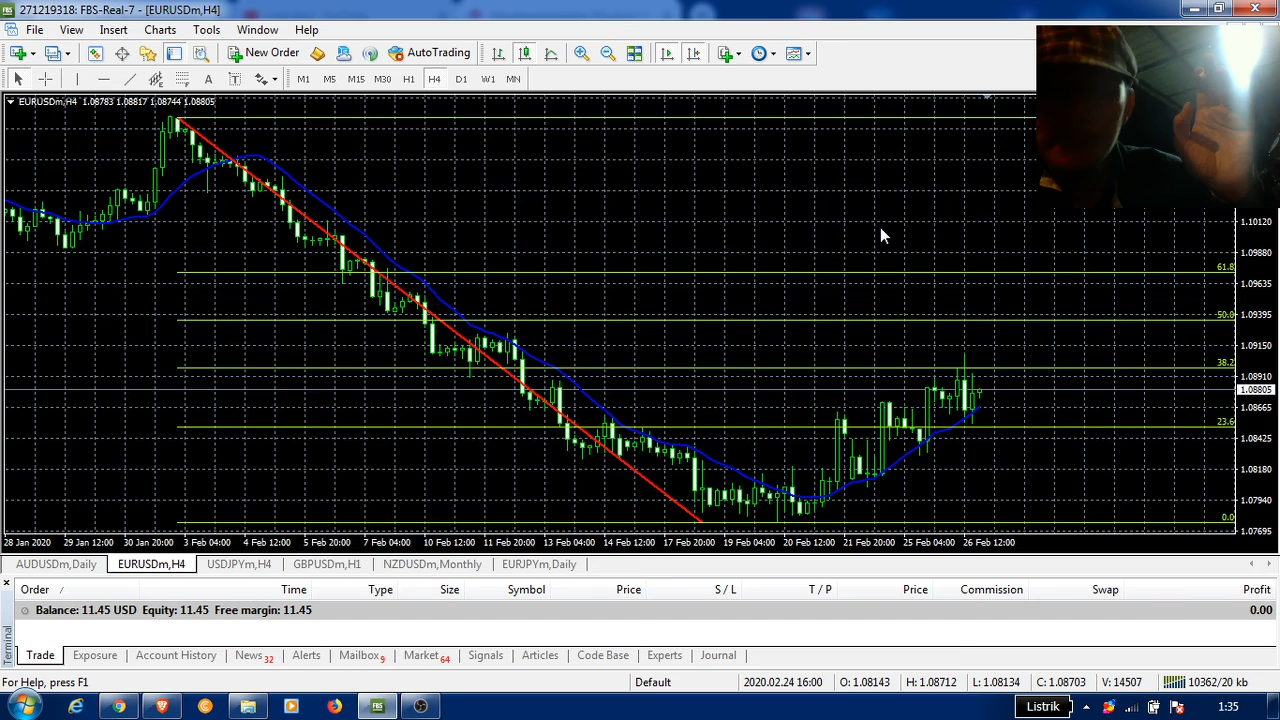 271219318: FBS-Real-7 - [EURUSDm,H4]
File View Insert Charts Tools Window Help
New Order AutoTrading
A T M1 M5 M15 M30 H1 H4 D1 W1 MN
EURUSDm,H4 1.08783 1.08817 1.08744 1.08805
1.10120
1.09880
61.8
1.09635
1.09395
50.0
1.09150
38.2
1.08910
1.08805
1.08665
23.6
1.08425
1.08180
1.07940
0.0
1.07695
28 Jan 2020 29 Jan 12:00 30 Jan 20:00 3 Feb 04:00 4 Feb 12:00 5 Feb 20:00 7 Feb 04:00 10 Feb 12:00 11 Feb 20:00 13 Feb 04:00 14 Feb 12:00 17 Feb 20:00 19 Feb 04:00 20 Feb 12:00 21 Feb 20:00 25 Feb 04:00 26 Feb 12:00
AUDUSDm,Daily EURUSDm,H4 USDJPYm,H4 GBPUSDm,H1 NZDUSDm,Monthly EURJPYm,Daily
Order / Time Type Size Symbol Price S / L T / P Price Commission Swap Profit
Balance: 11.45 USD Equity: 11.45 Free margin: 11.45 0.00
Terminal
Trade Exposure Account History News 32 Alerts Mailbox 9 Market 64 Signals Articles Code Base Experts Journal
For Help, press F1 Default 2020.02.24 16:00 O: 1.08143 H: 1.08712 L: 1.08134 C: 1.08703 V: 14507 10362/20 kb
FBS Listrik 1:35